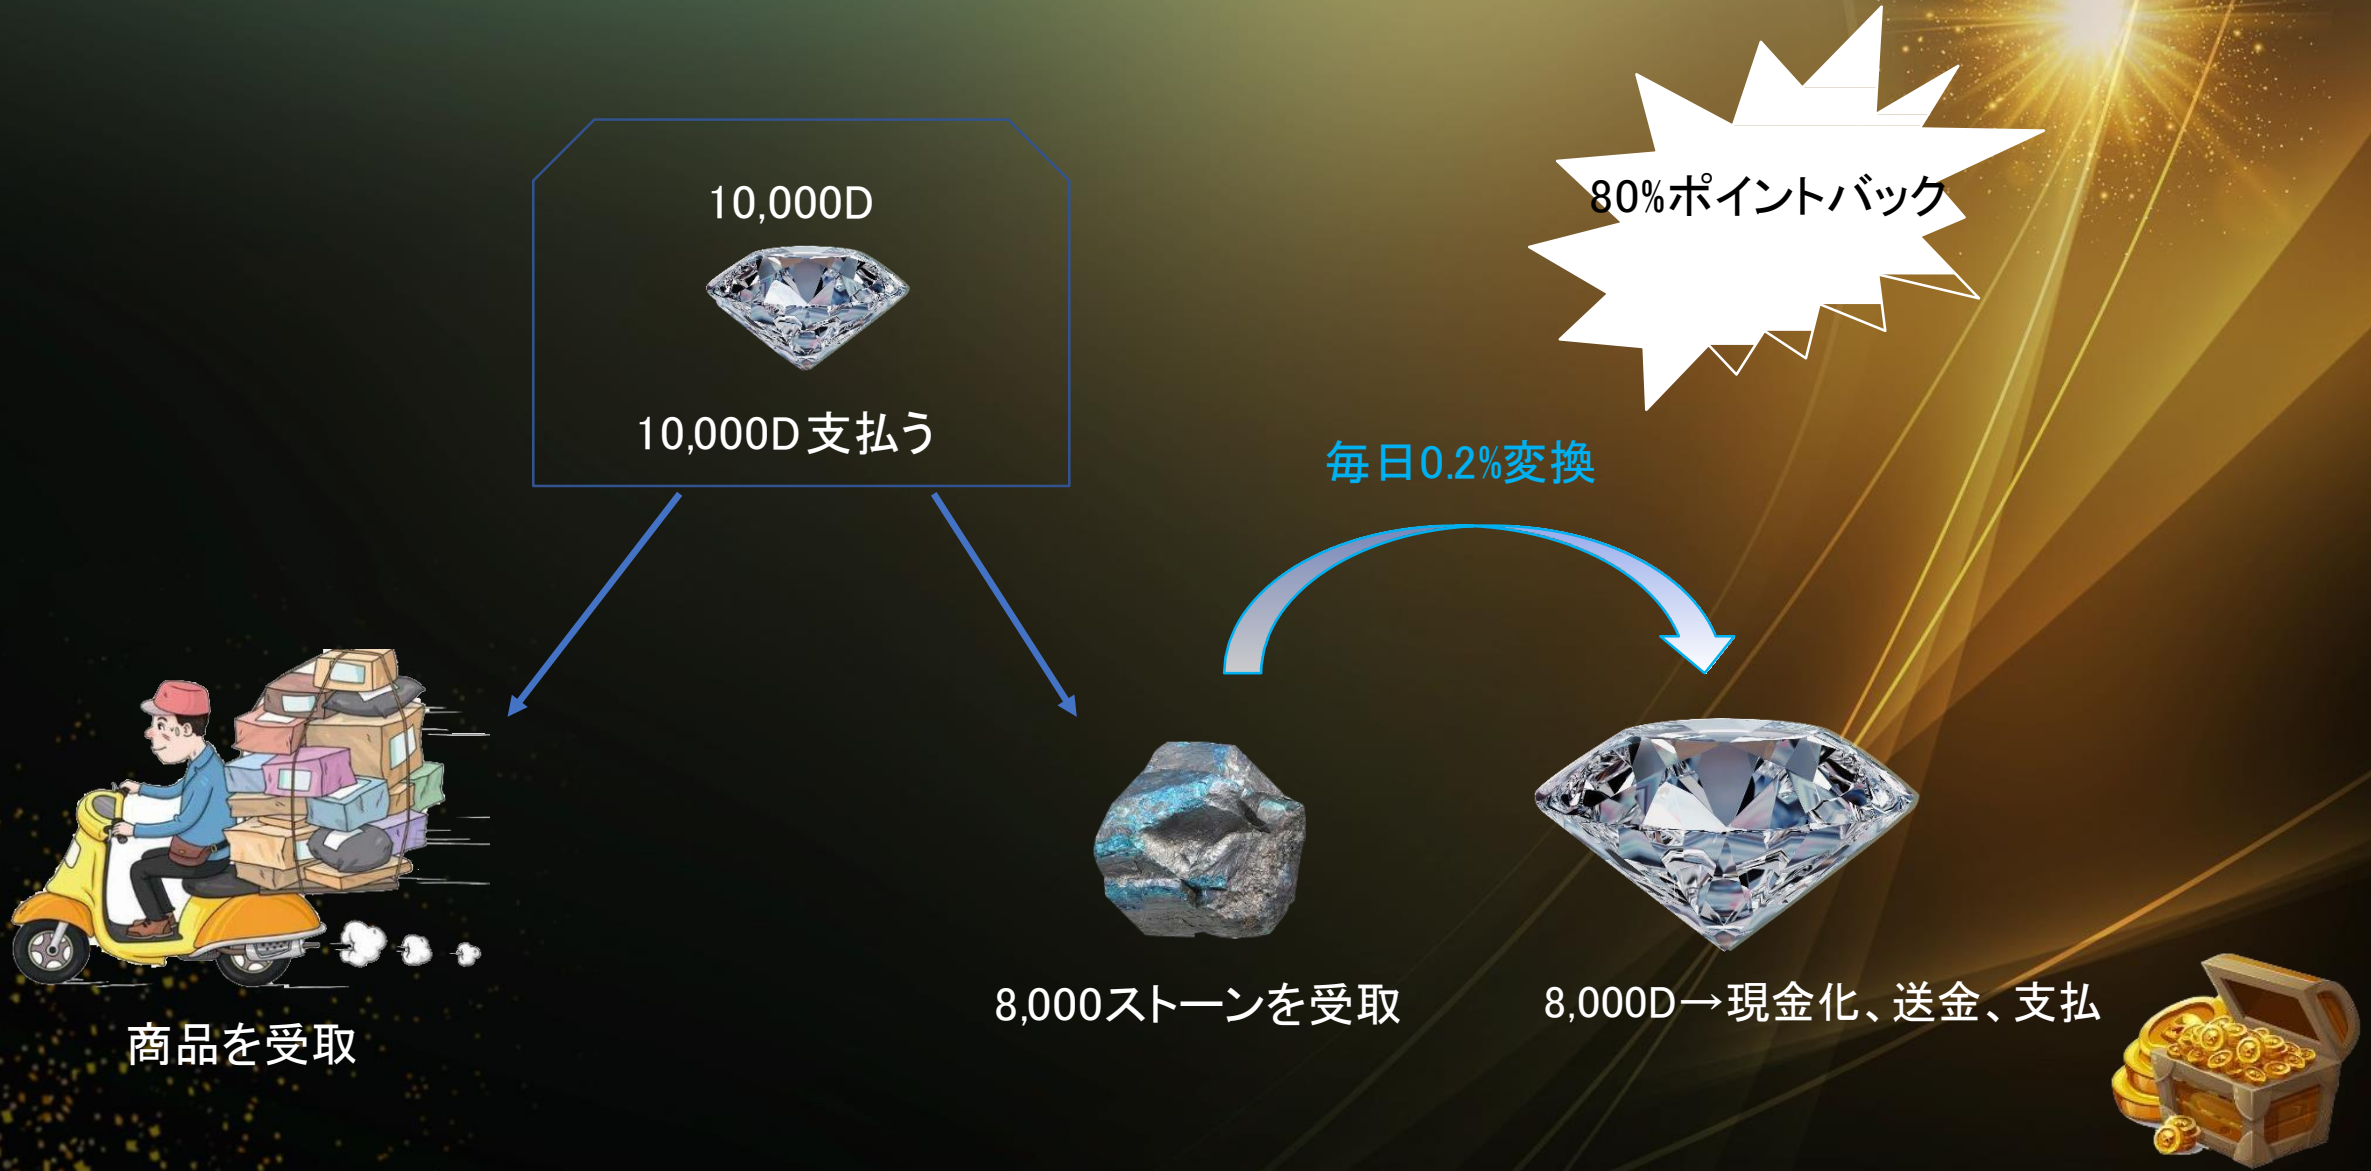 10,000D
10,000D支払う
80%ポイントバック
毎日0.2%変換
商品を受取
8,000ストーンを受取
8,000D→現金化、送金、支払